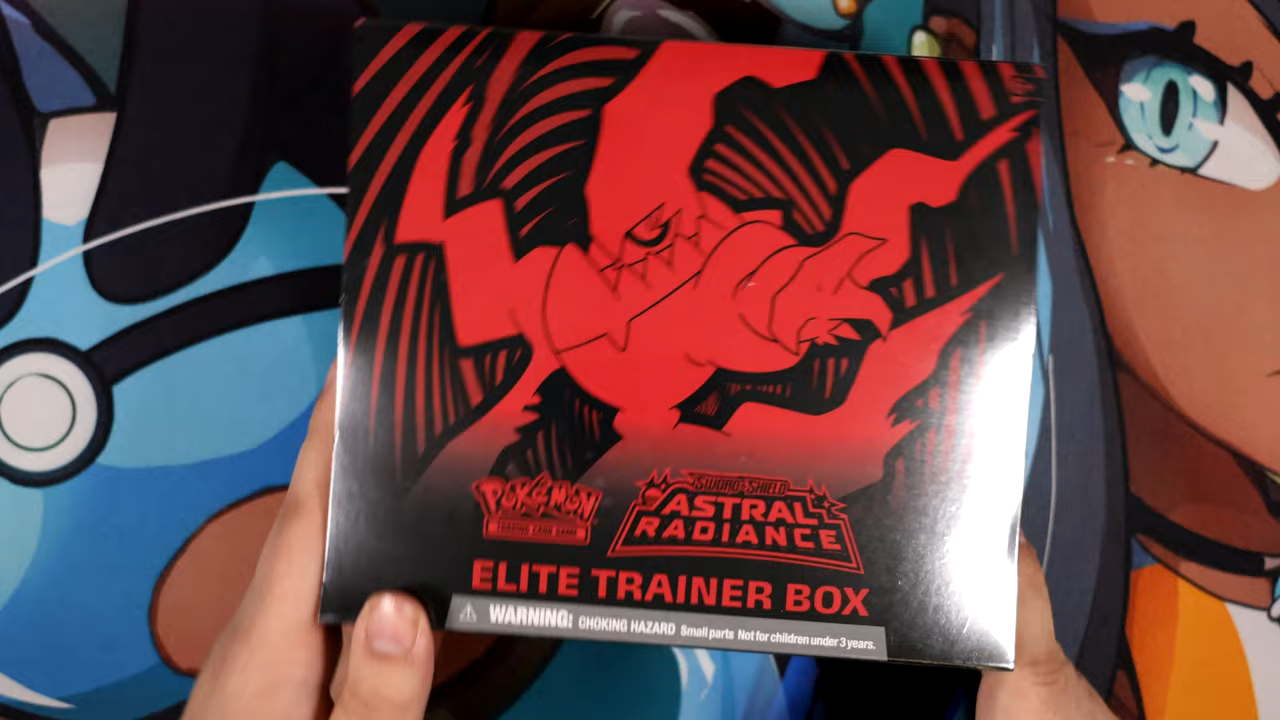 POKÉMON
TRADING CARD GAME
SWORD & SHIELD
ASTRAL
RADIANCE
ELITE TRAINER BOX
WARNING: CHOKING HAZARD Small parts Not for children under 3 years.